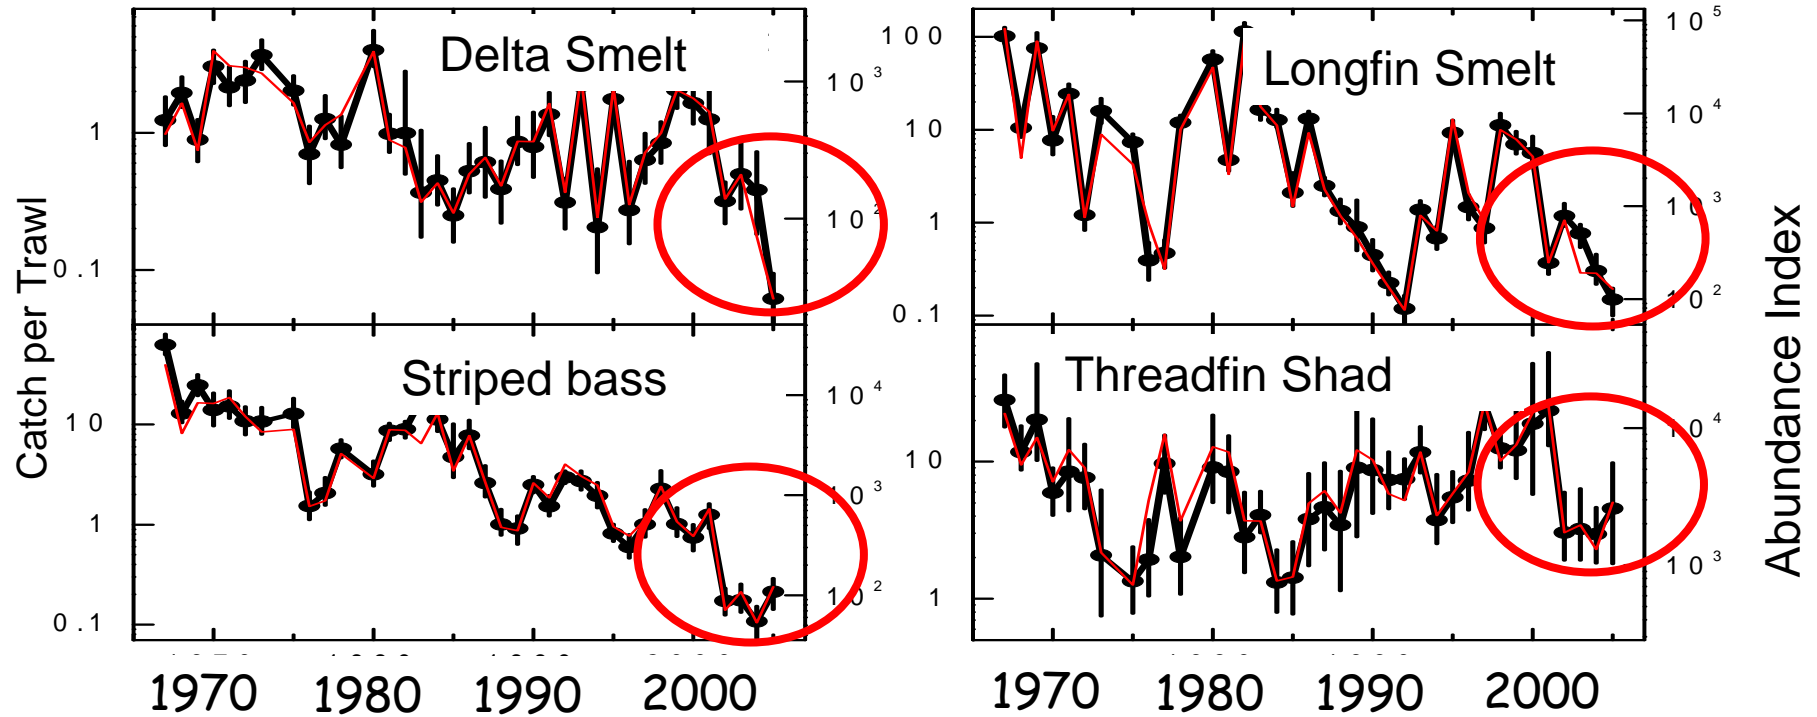 Catch per Trawl
Delta Smelt
1
0.1
10³
10²
Longfin Smelt
100
10
1
0.1
10⁵
10⁴
10³
10²
Abundance Index
Striped bass
10
1
0.1
10⁴
10³
10²
Threadfin Shad
10
1
10⁴
10³
1970 1980 1990 2000
1970 1980 1990 2000